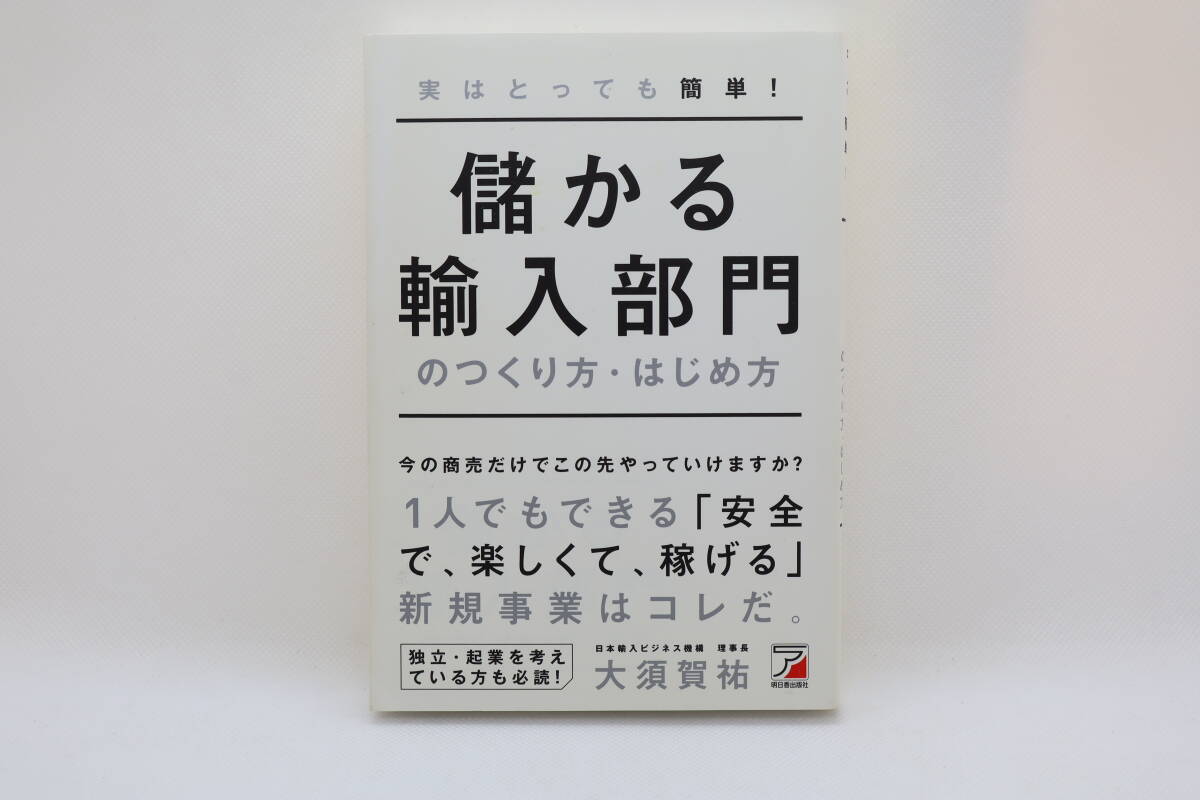 実はとっても簡単!
儲かる
輸入部門
のつくり方・はじめ方
今の商売だけでこの先やっていけますか?
1人でもできる「安全
で、楽しくて、稼げる」
新規事業はコレだ。
独立・起業を考え
ている方も必読!
日本輸入ビジネス機構 理事長
大須賀祐
ア
明日香出版社